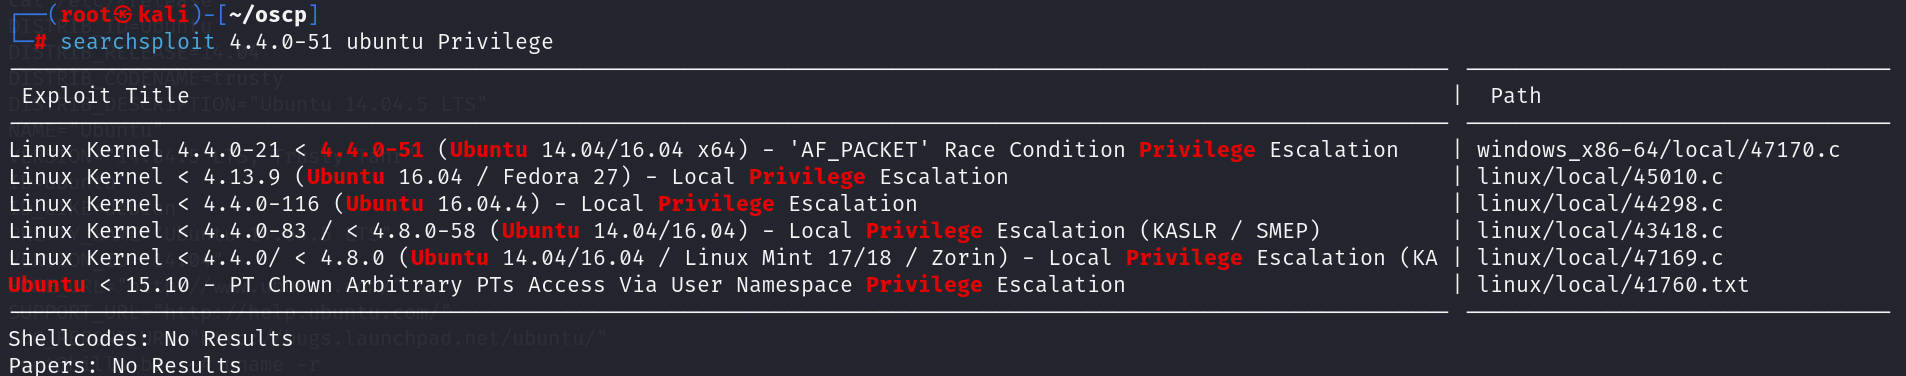 ┌──(root㉿kali)-[~/oscp]
└─# searchsploit 4.4.0-51 ubuntu Privilege
Exploit Title | Path
Linux Kernel 4.4.0-21 < 4.4.0-51 (Ubuntu 14.04/16.04 x64) - 'AF_PACKET' Race Condition Privilege Escalation | windows_x86-64/local/47170.c
Linux Kernel < 4.13.9 (Ubuntu 16.04 / Fedora 27) - Local Privilege Escalation | linux/local/45010.c
Linux Kernel < 4.4.0-116 (Ubuntu 16.04.4) - Local Privilege Escalation | linux/local/44298.c
Linux Kernel < 4.4.0-83 / < 4.8.0-58 (Ubuntu 14.04/16.04) - Local Privilege Escalation (KASLR / SMEP) | linux/local/43418.c
Linux Kernel < 4.4.0/ < 4.8.0 (Ubuntu 14.04/16.04 / Linux Mint 17/18 / Zorin) - Local Privilege Escalation (KA | linux/local/47169.c
Ubuntu < 15.10 - PT Chown Arbitrary PTs Access Via User Namespace Privilege Escalation | linux/local/41760.txt
Shellcodes: No Results
Papers: No Results